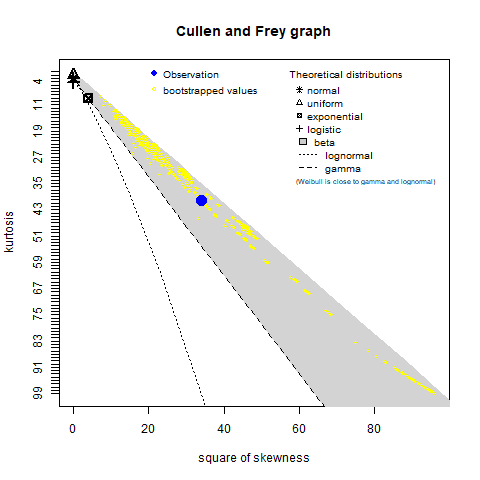 Cullen and Frey graph
Observation
bootstrapped values
Theoretical distributions
normal
uniform
exponential
logistic
beta
lognormal
gamma
(Weibull is close to gamma and lognormal)
kurtosis
4
11
19
27
35
43
51
59
67
75
83
91
99
0 20 40 60 80
square of skewness